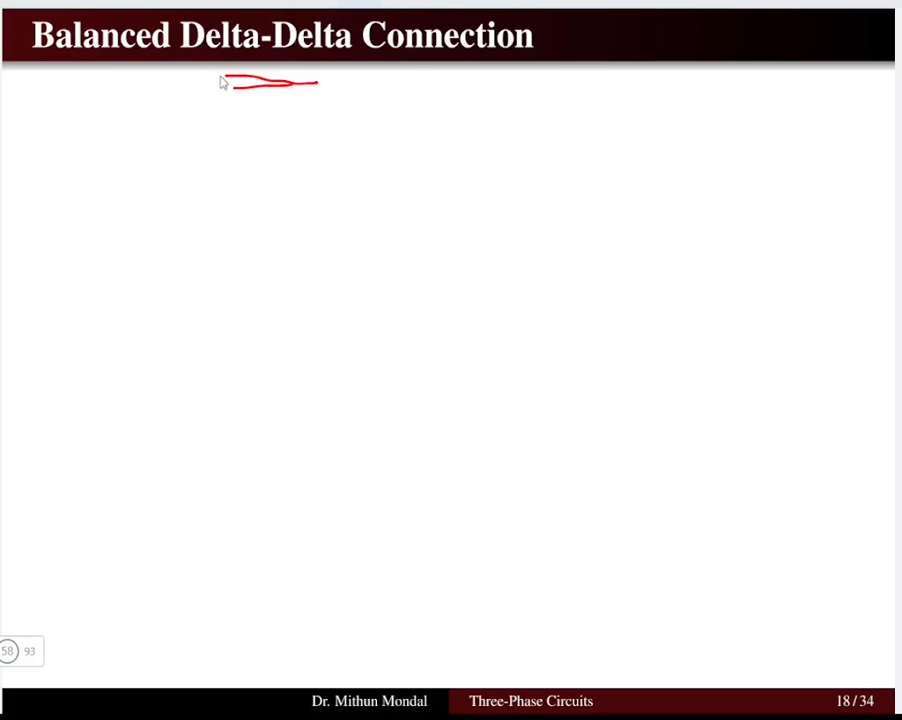 Balanced Delta-Delta Connection
58 93
Dr. Mithun Mondal Three-Phase Circuits 18 / 34